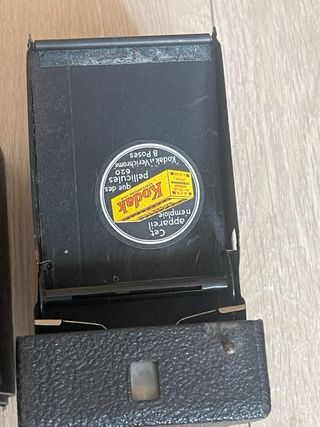 Cet
appareil
n'emploie
Kodak
que des
pellicules
620
Kodak "Verichrome"
8 Poses